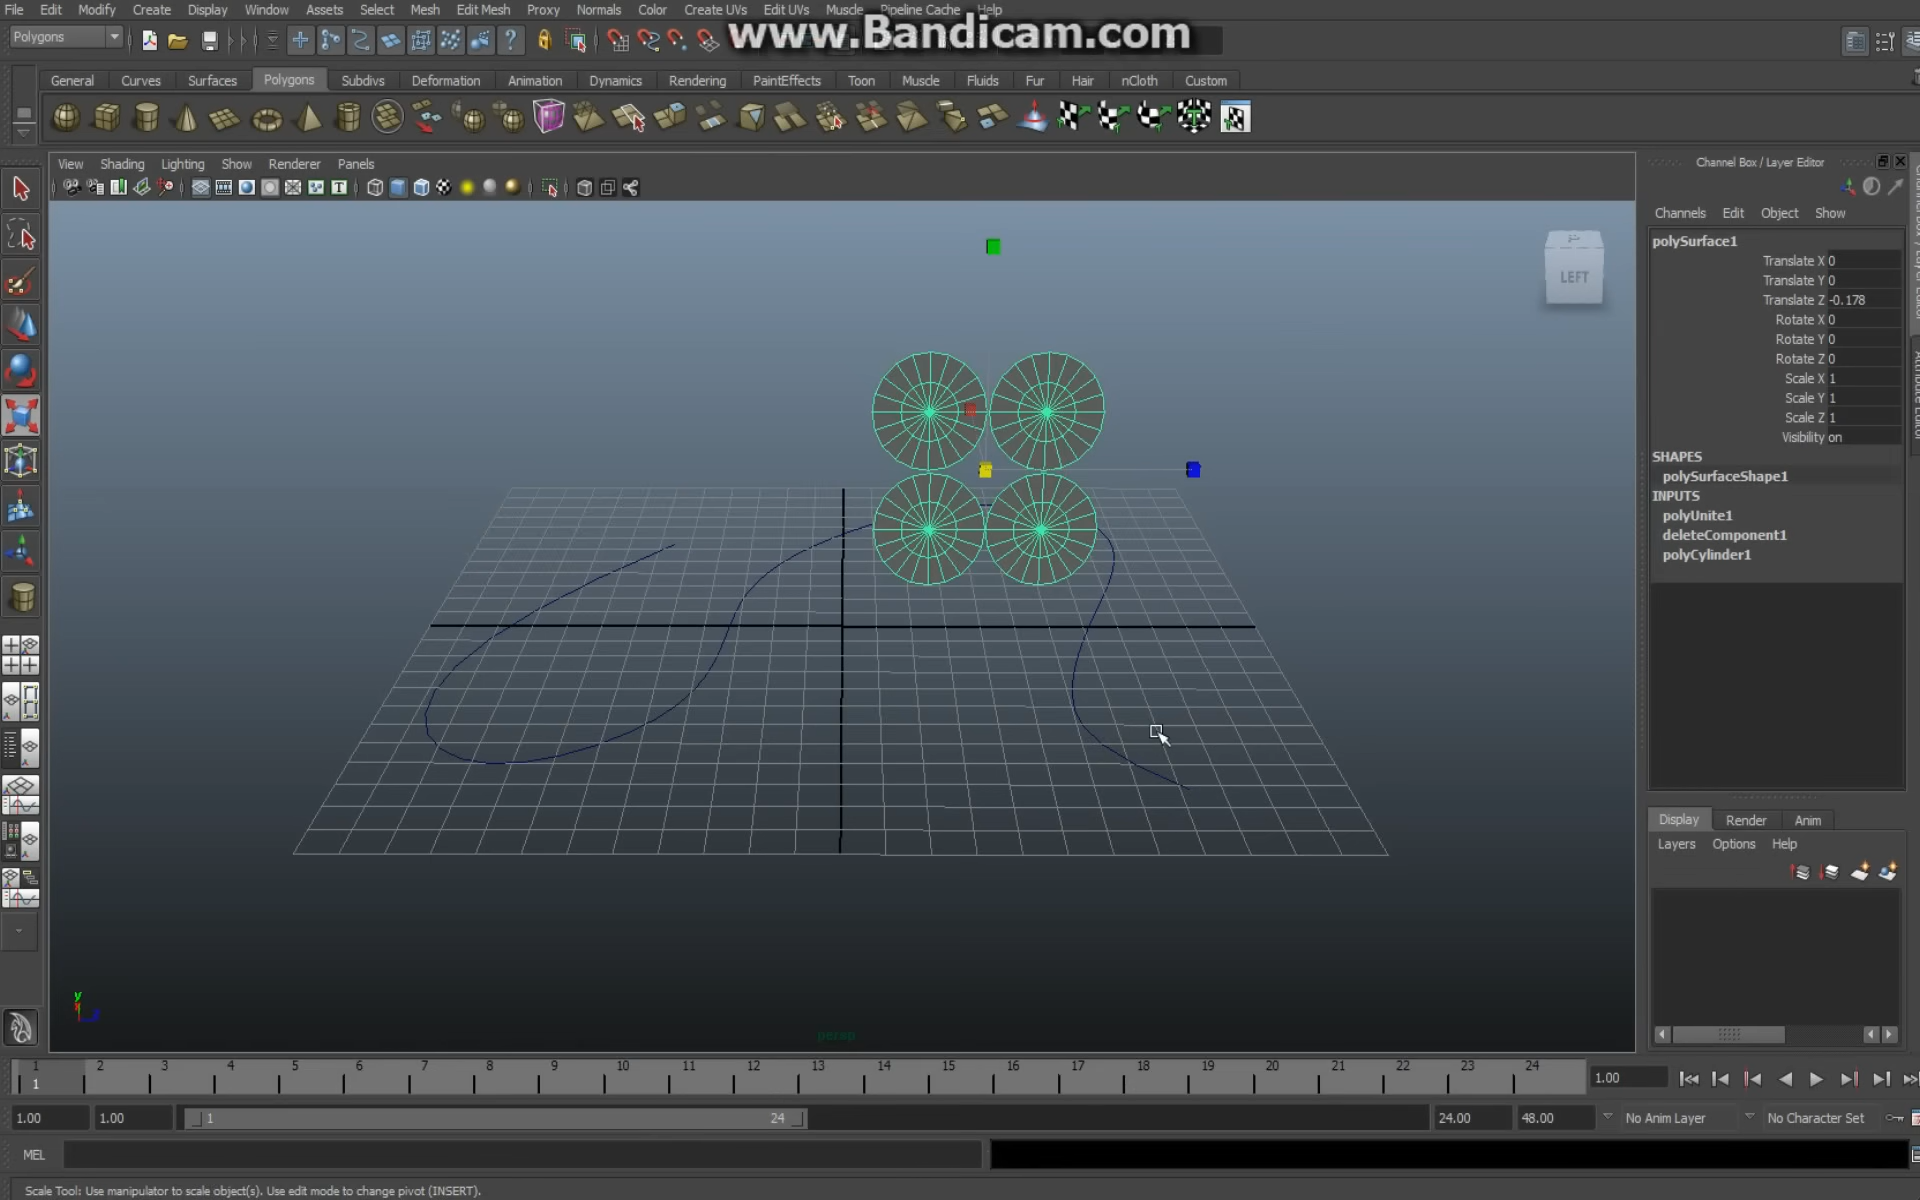 File Edit Modify Create Display Window Assets Select Mesh Edit Mesh Proxy Normals Color Create UVs Edit UVs Muscle Pipeline Cache Help
www.Bandicam.com
Polygons
General Curves Surfaces Polygons Subdivs Deformation Animation Dynamics Rendering PaintEffects Toon Muscle Fluids Fur Hair nCloth Custom
View Shading Lighting Show Renderer Panels
Channel Box / Layer Editor
Channels Edit Object Show
polySurface1
Translate X 0
Translate Y 0
Translate Z -0.178
Rotate X 0
Rotate Y 0
Rotate Z 0
Scale X 1
Scale Y 1
Scale Z 1
Visibility on
SHAPES
polySurfaceShape1
INPUTS
polyUnite1
deleteComponent1
polyCylinder1
LEFT
Display Render Anim
Layers Options Help
y
persp
1 2 3 4 5 6 7 8 9 10 11 12 13 14 15 16 17 18 19 20 21 22 23 24
1
1.00
1.00 1.00 1 24 24.00 48.00 No Anim Layer No Character Set
MEL
Scale Tool: Use manipulator to scale object(s). Use edit mode to change pivot (INSERT).